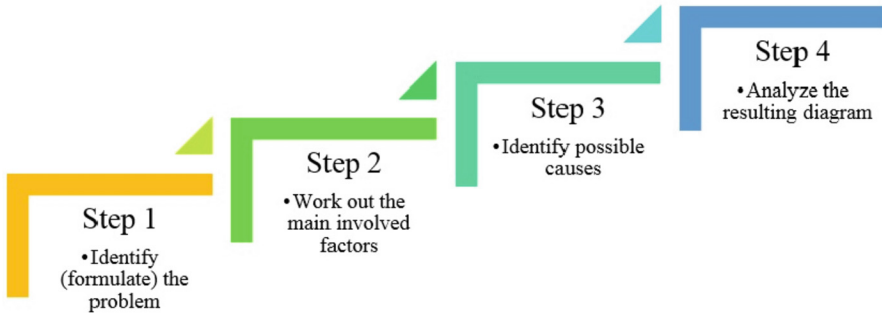 Step 1
•Identify
(formulate) the
problem
Step 2
•Work out the
main involved
factors
Step 3
•Identify possible
causes
Step 4
•Analyze the
resulting diagram